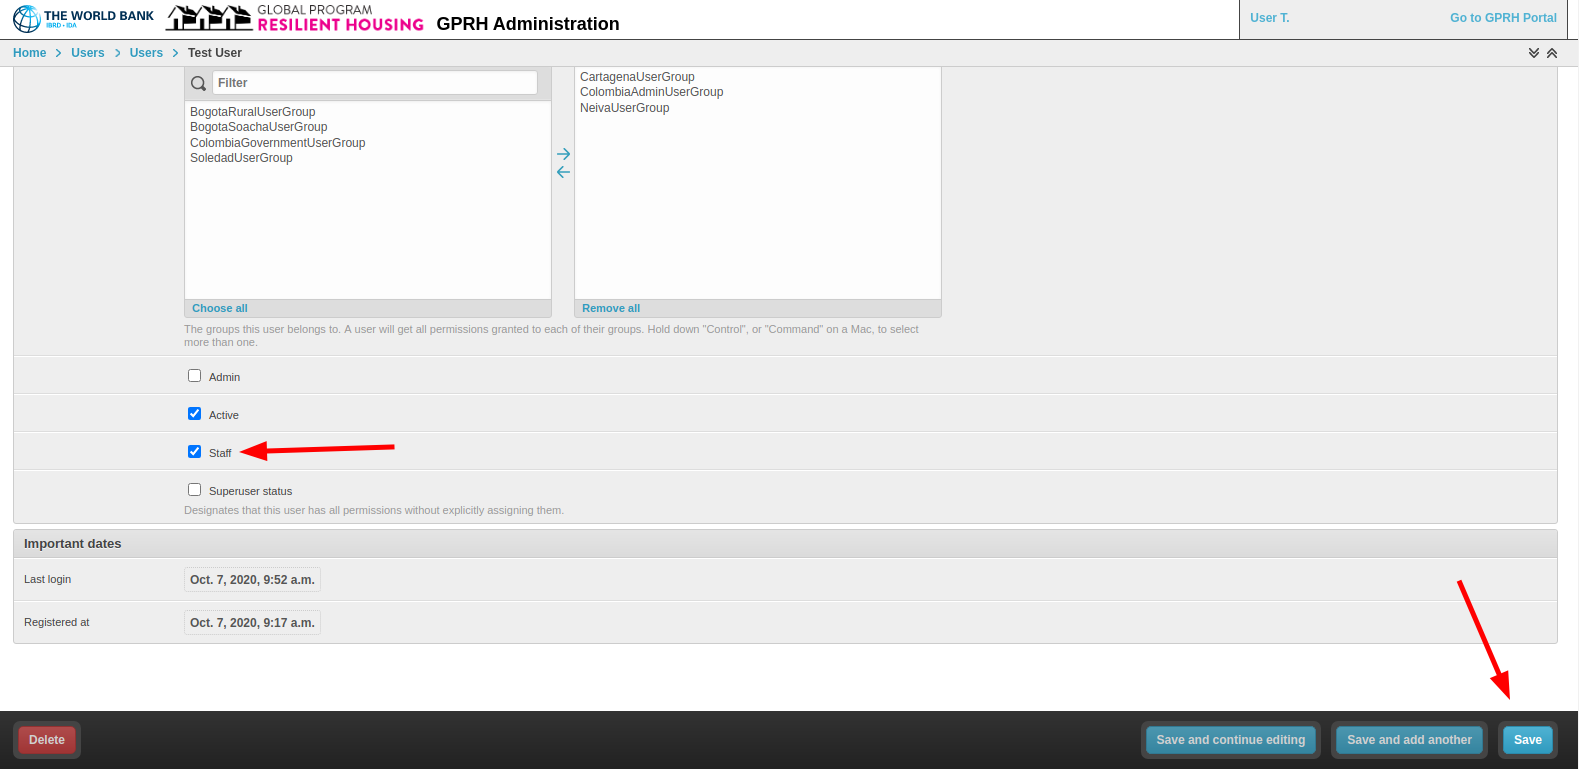 THE WORLD BANK
IBRD • IDA
GLOBAL PROGRAM
RESILIENT HOUSING
GPRH Administration
User T.
Go to GPRH Portal
Home
Users
Users
Test User
Filter
BogotaRuralUserGroup
BogotaSoachaUserGroup
ColombiaGovernmentUserGroup
SoledadUserGroup
Choose all
CartagenaUserGroup
ColombiaAdminUserGroup
NeivaUserGroup
Remove all
The groups this user belongs to. A user will get all permissions granted to each of their groups. Hold down "Control", or "Command" on a Mac, to select
more than one.
Admin
Active
Staff
Superuser status
Designates that this user has all permissions without explicitly assigning them.
Important dates
Last login
Oct. 7, 2020, 9:52 a.m.
Registered at
Oct. 7, 2020, 9:17 a.m.
Delete
Save and continue editing
Save and add another
Save